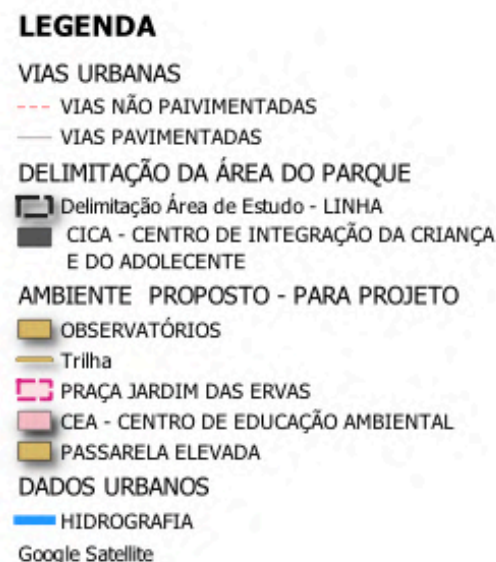 LEGENDA
VIAS URBANAS
VIAS NÃO PAIVIMENTADAS
VIAS PAVIMENTADAS
DELIMITAÇÃO DA ÁREA DO PARQUE
Delimitação Área de Estudo - LINHA
CICA - CENTRO DE INTEGRAÇÃO DA CRIANÇA
E DO ADOLECENTE
AMBIENTE PROPOSTO - PARA PROJETO
OBSERVATÓRIOS
Trilha
PRAÇA JARDIM DAS ERVAS
CEA - CENTRO DE EDUCAÇÃO AMBIENTAL
PASSARELA ELEVADA
DADOS URBANOS
HIDROGRAFIA
Google Satellite